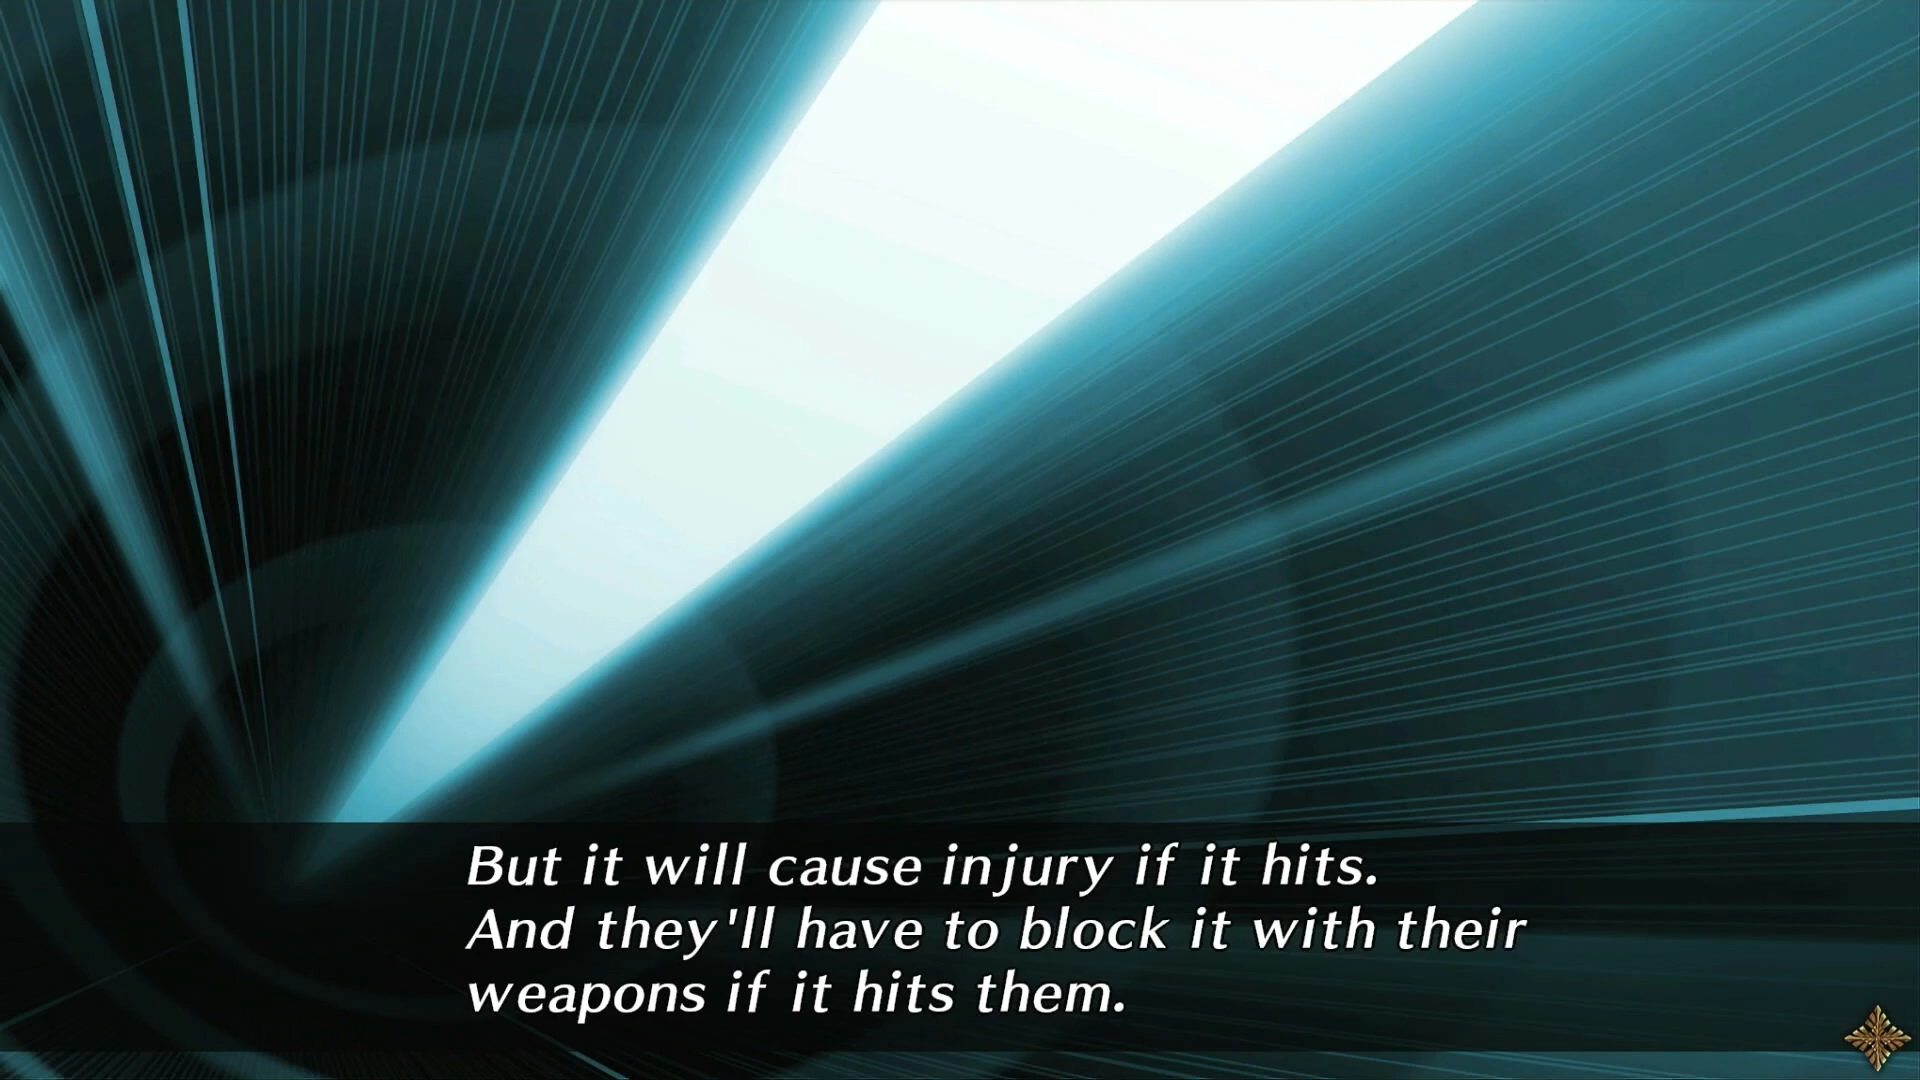 But it will cause injury if it hits.
And they'll have to block it with their
weapons if it hits them.